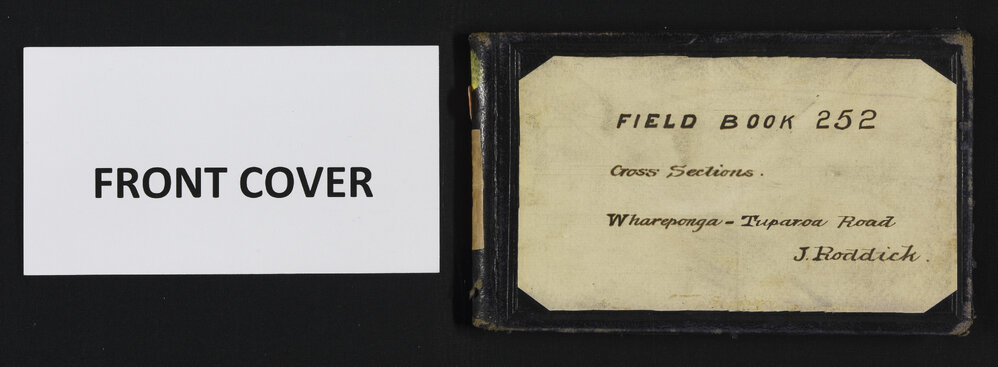 FRONT COVER
FIELD BOOK 252
Cross Sections.
Whareponga - Tuparoa Road
J. Roddick.